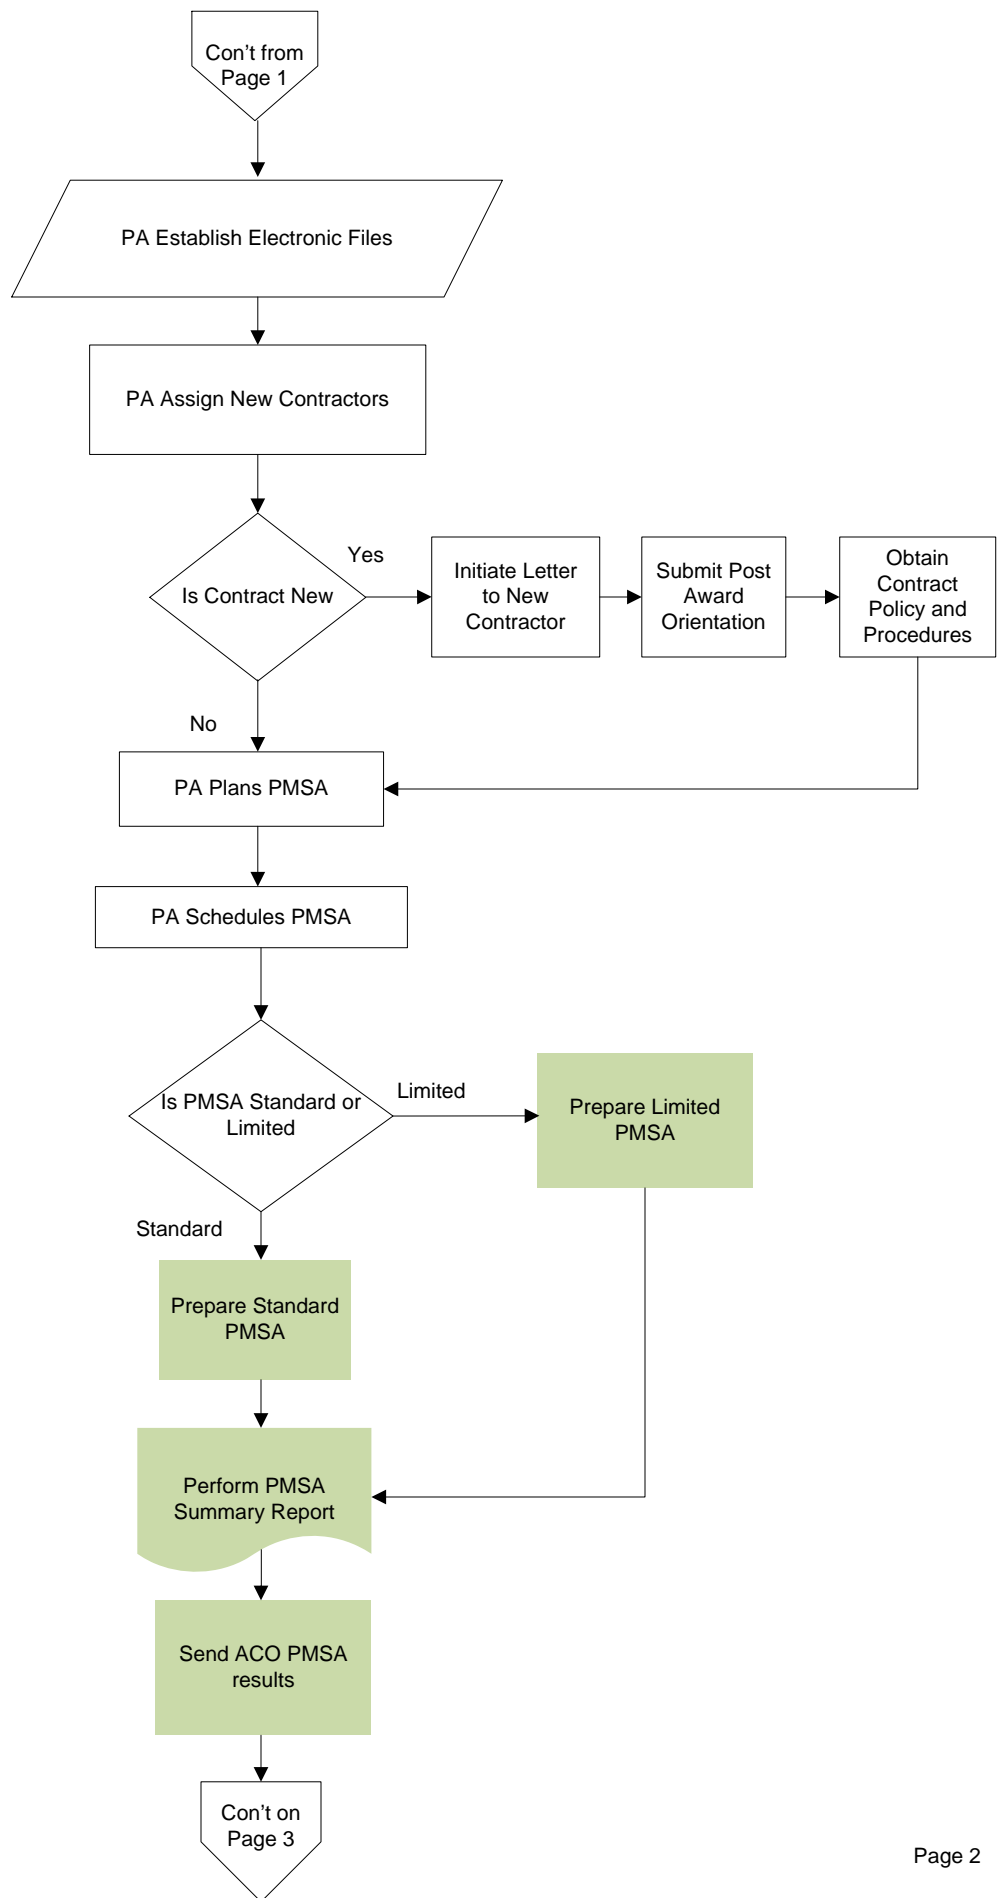 Con't from
Page 1
PA Establish Electronic Files
PA Assign New Contractors
Is Contract New
Yes
Initiate Letter
to New
Contractor
Submit Post
Award
Orientation
Obtain
Contract
Policy and
Procedures
No
PA Plans PMSA
PA Schedules PMSA
Is PMSA Standard or
Limited
Limited
Prepare Limited
PMSA
Standard
Prepare Standard
PMSA
Perform PMSA
Summary Report
Send ACO PMSA
results
Con't on
Page 3
Page 2